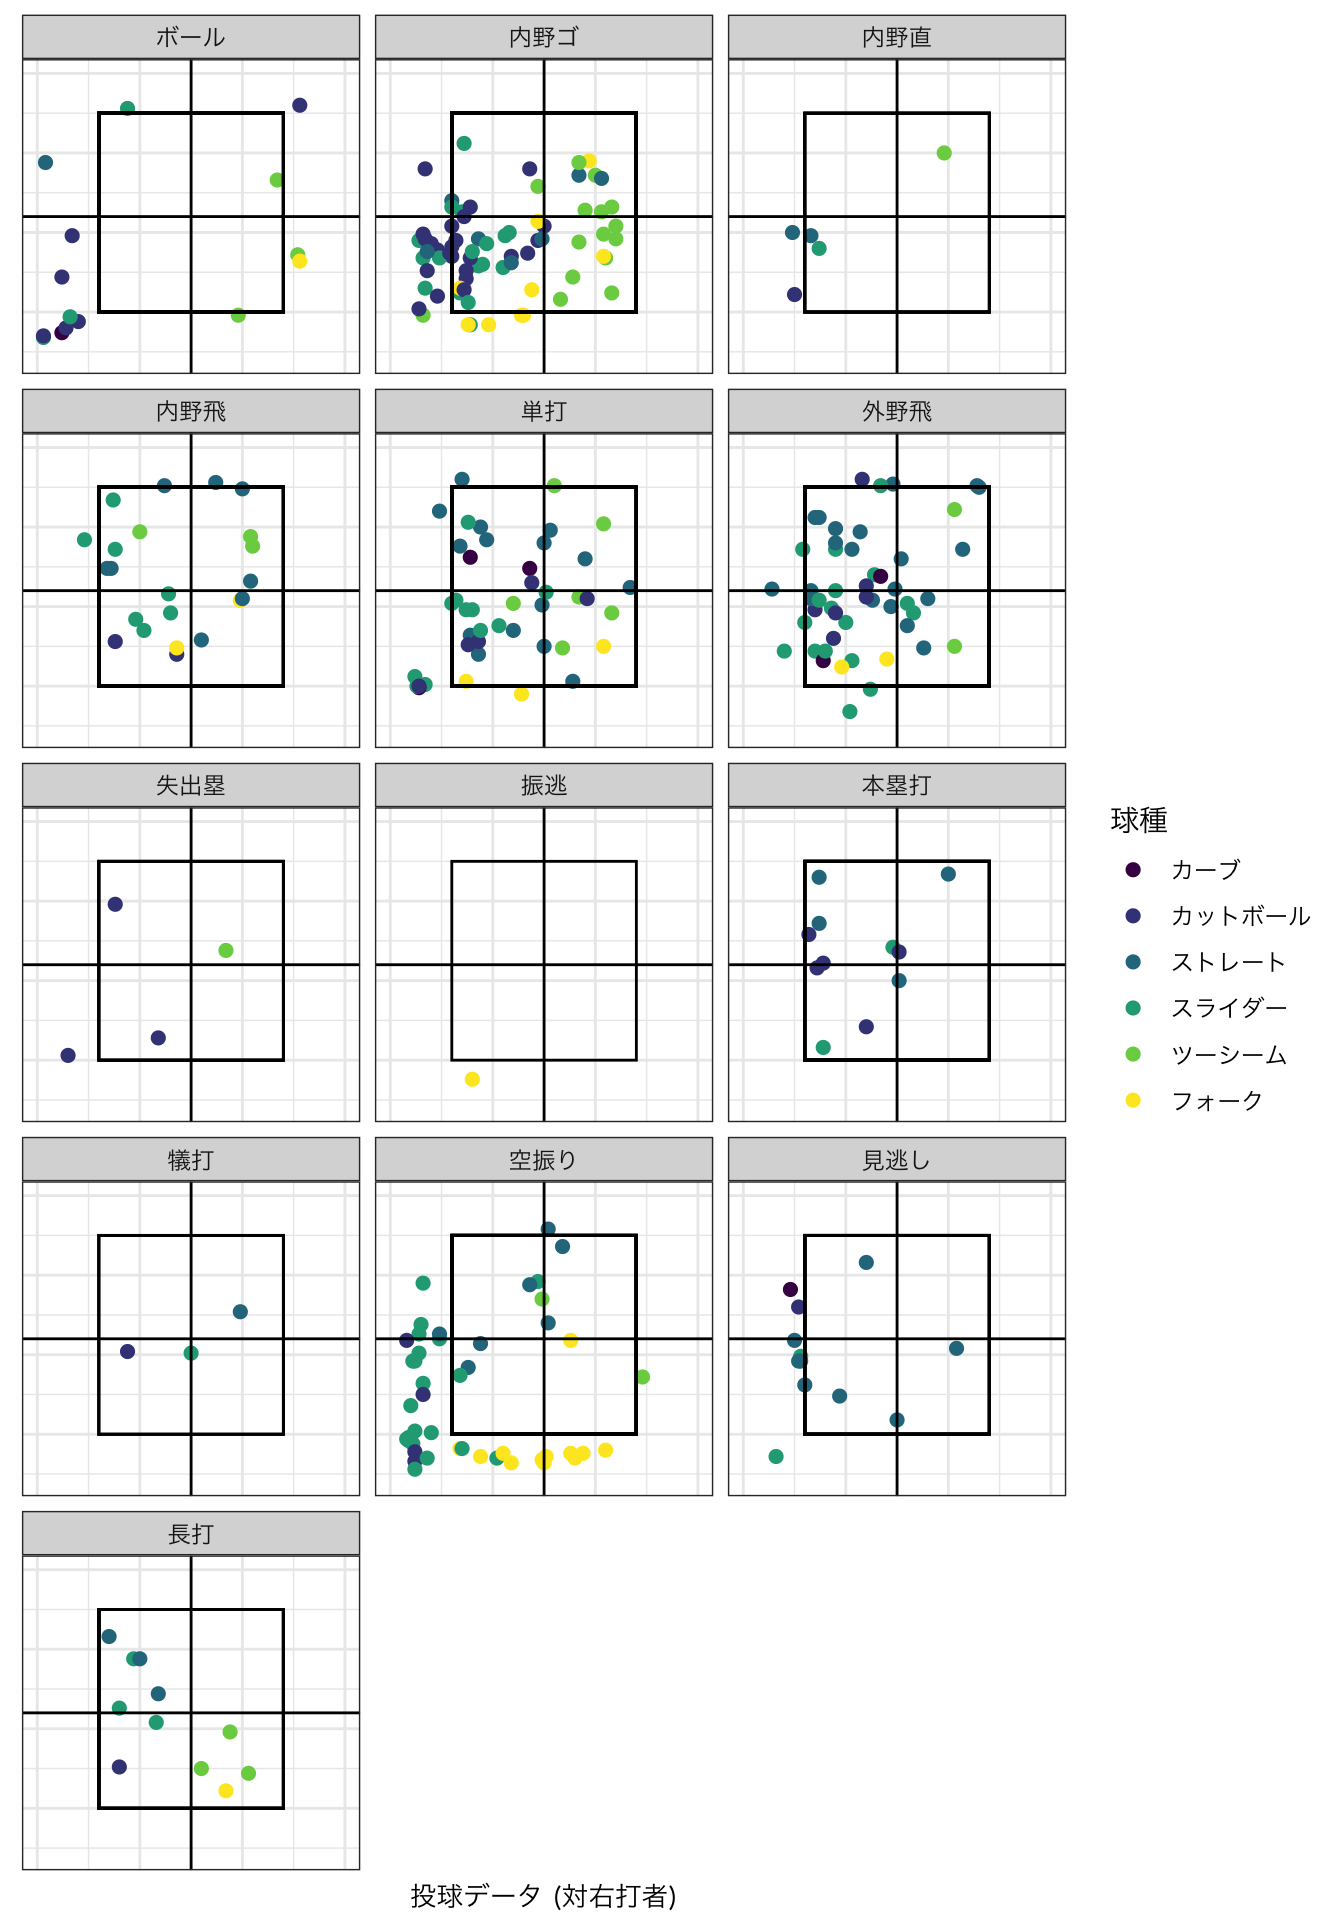 ボール
内野ゴ
内野直
内野飛
単打
外野飛
失出塁
振逃
本塁打
犠打
空振り
見逃し
長打
球種
カーブ
カットボール
ストレート
スライダー
ツーシーム
フォーク
投球データ (対右打者)